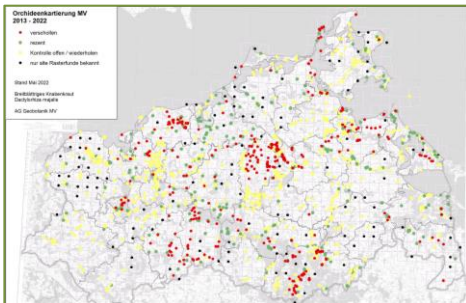 Orchideenkartierung MV
2013 - 2022
verschollen
rezent
Kontrolle offen / wiederholen
nur alte Rasterfunde bekannt
Stand Mai 2022
Breitblättriges Knabenkraut
Dactylorhiza majalis
AG Geobotanik MV